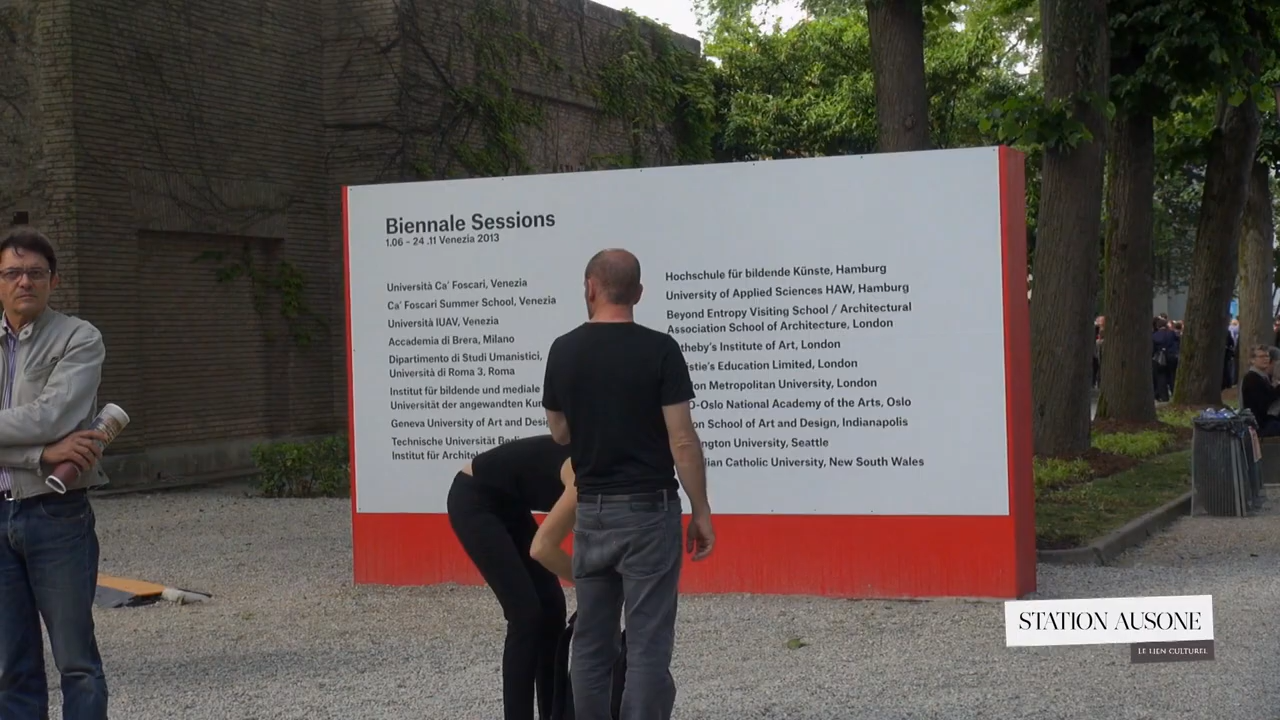 Biennale Sessions
1.06 - 24 .11 Venezia 2013
Università Ca' Foscari, Venezia
Ca' Foscari Summer School, Venezia
Università IUAV, Venezia
Accademia di Brera, Milano
Dipartimento di Studi Umanistici,
Università di Roma 3, Roma
Institut für bildende und mediale
Universität der angewandten
Geneva University of Art and
Technische Universität
Institut für
Hochschule für bildende Künste, Hamburg
University of Applied Sciences HAW, Hamburg
Beyond Entropy Visiting School / Architectural
Association School of Architecture, London
Institute of Art, London
Education Limited, London
Metropolitan University, London
National Academy of the Arts, Oslo
School of Art and Design, Indianapolis
University, Seattle
Catholic University, New South Wales
STATION AUSONE
LE LIEN CULTUREL